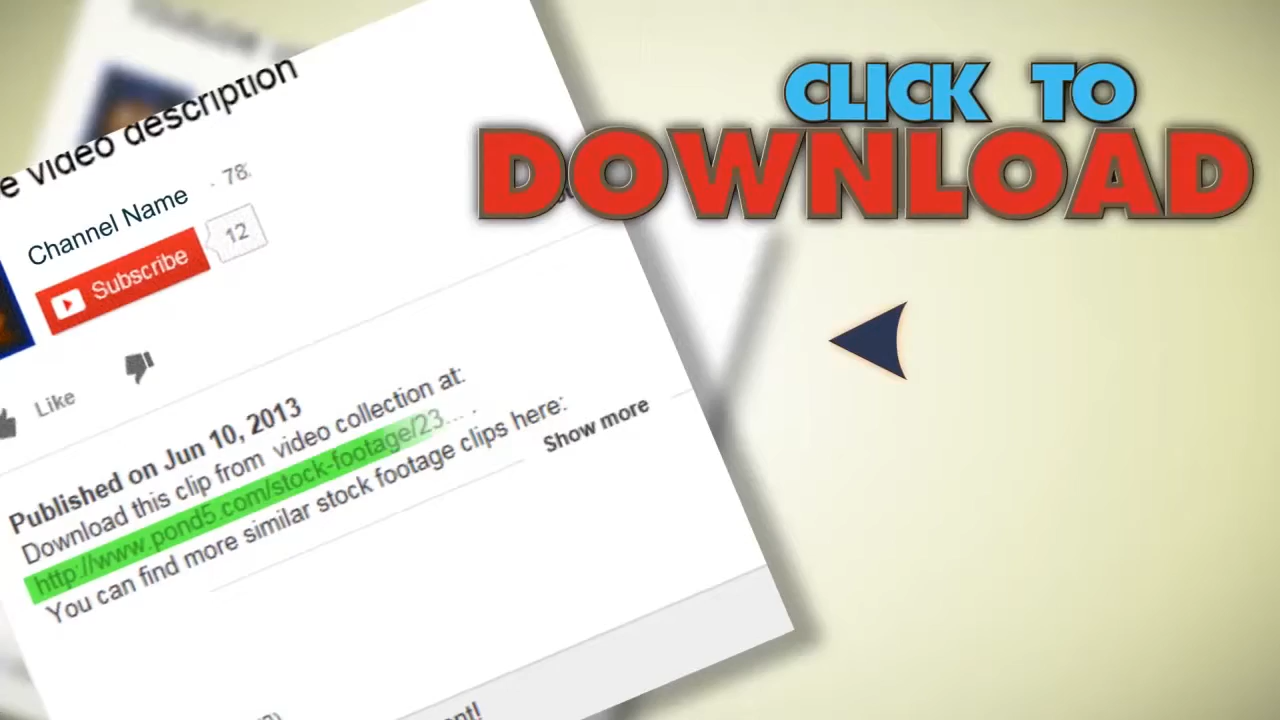 CLICK TO
DOWNLOAD
e video description
Channel Name
78
Subscribe
12
Like
Published on Jun 10, 2013
Download this clip from video collection at:
http://www.pond5.com/stock-footage/23...
You can find more similar stock footage clips here:
Show more